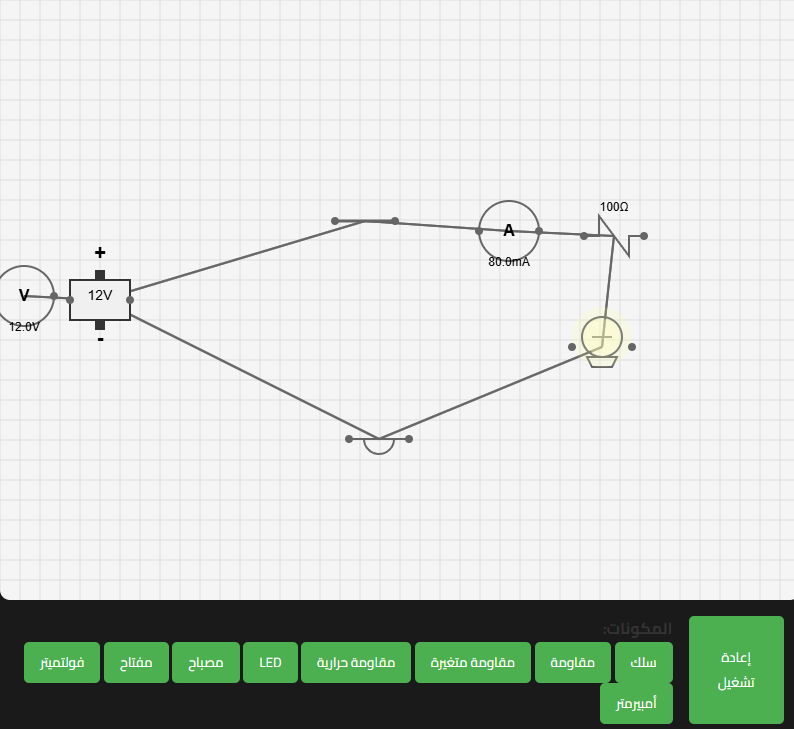 100Ω
+
A
80.0mA
12V
V
12.0V
-
المكونات:
إعادة
تشغيل
سلك
مقاومة
مقاومة متغيرة
مقاومة حرارية
LED
مصباح
مفتاح
فولتميتر
أمبيرمتر